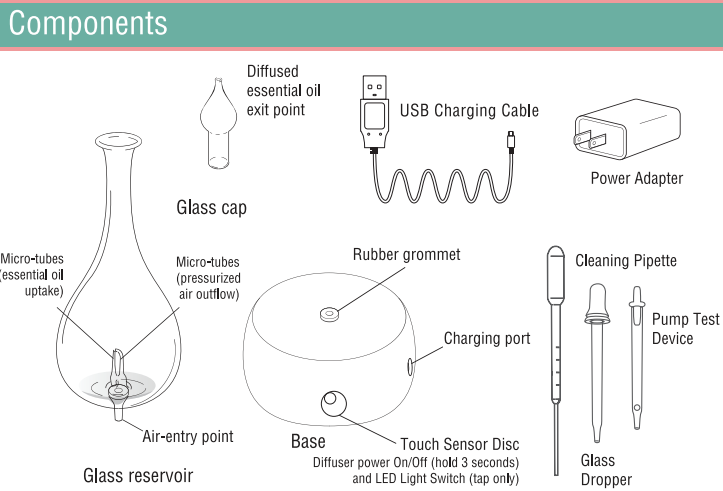 Components
Diffused
essential oil
exit point
Glass cap
USB Charging Cable
Power Adapter
Micro-tubes
(essential oil
uptake)
Micro-tubes
(pressurized
air outflow)
Air-entry point
Glass reservoir
Rubber grommet
Charging port
Base
Touch Sensor Disc
Diffuser power On/Off (hold 3 seconds)
and LED Light Switch (tap only)
Cleaning Pipette
Pump Test
Device
Glass
Dropper